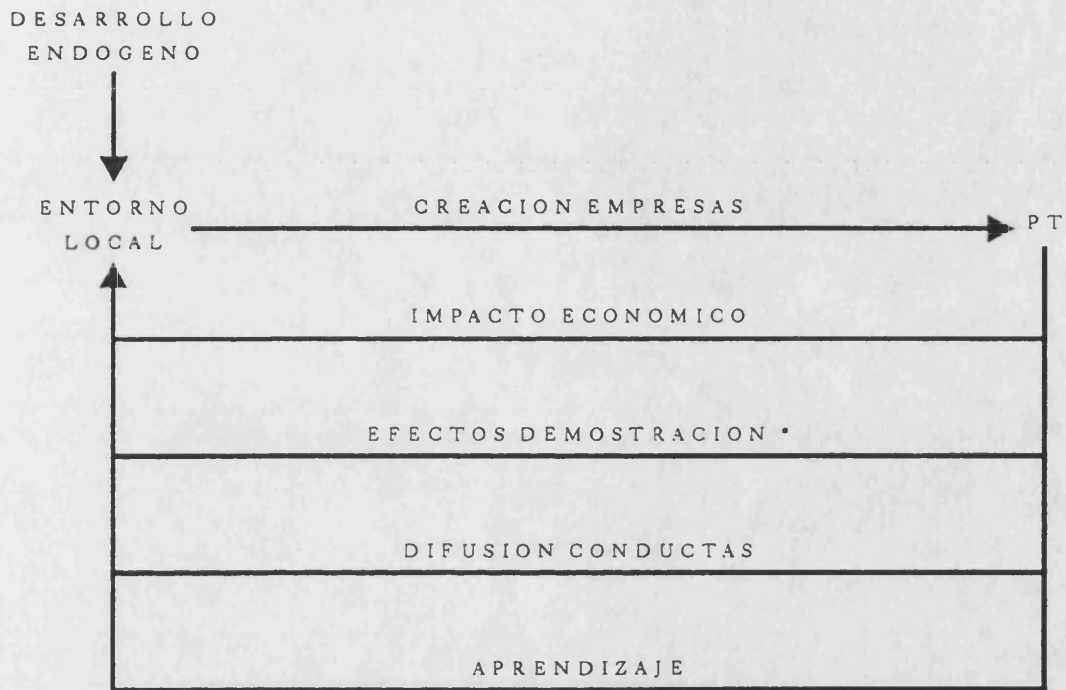 DESARROLLO
ENDOGENO
ENTORNO
LOCAL
CREACION EMPRESAS
PT
IMPACTO ECONOMICO
EFECTOS DEMOSTRACION
DIFUSION CONDUCTAS
APRENDIZAJE